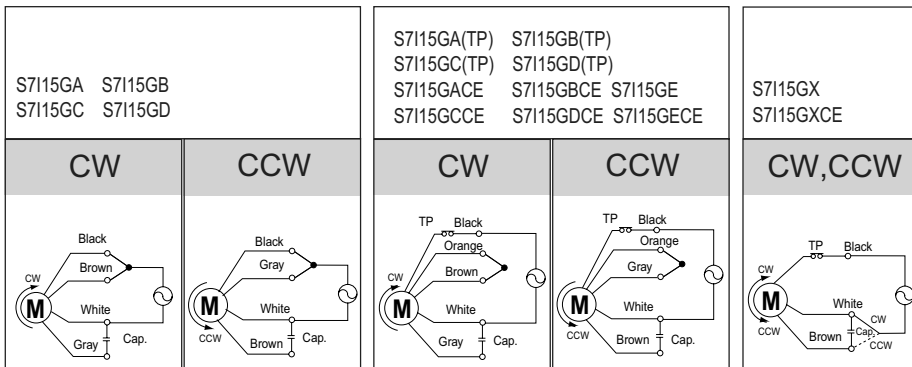 S7I15GA S7I15GB
S7I15GC S7I15GD
CW
CCW
Black
Brown
CW
M
White
Gray
Cap.
Black
Gray
M
White
CCW
Brown
Cap.
S7I15GA(TP) S7I15GB(TP)
S7I15GC(TP) S7I15GD(TP)
S7I15GACE S7I15GBCE S7I15GE
S7I15GCCE S7I15GDCE S7I15GECE
CW
CCW
TP Black
Orange
CW
Brown
M
White
Gray
Cap.
TP Black
Orange
Gray
M
White
CCW
Brown
Cap.
S7I15GX
S7I15GXCE
CW,CCW
TP Black
CW
M
White
CW
CCW
Brown
Cap.
CCW